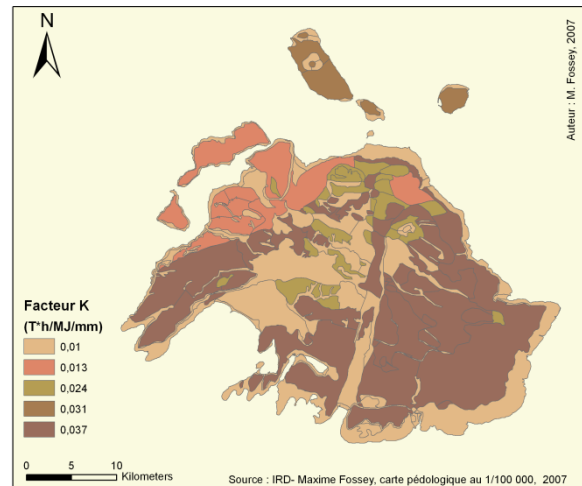 N
Auteur : M. Fossey, 2007
Facteur K
(T*h/MJ/mm)
0,01
0,013
0,024
0,031
0,037
0 5 10
Kilometers
Source : IRD- Maxime Fossey, carte pédologique au 1/100 000, 2007